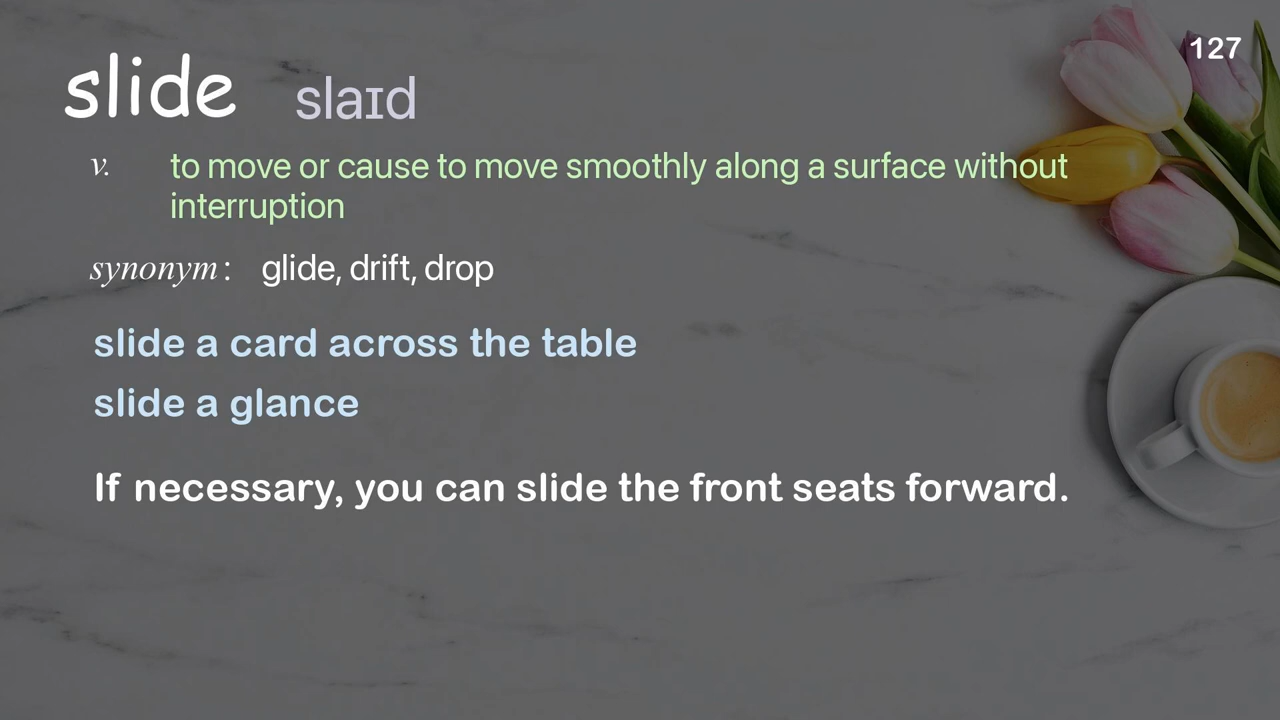 127
slide slaɪd
v. to move or cause to move smoothly along a surface without
interruption
synonym: glide, drift, drop
slide a card across the table
slide a glance
If necessary, you can slide the front seats forward.